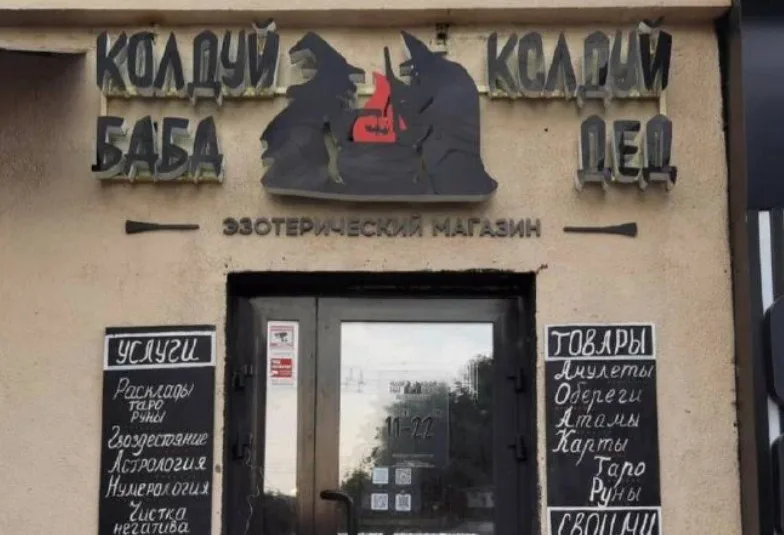 КОЛДУЙ
БАБА
КОЛДУЙ
ДЕД
ЭЗОТЕРИЧЕСКИЙ МАГАЗИН
УСЛУГИ
Расклады
таро
руны
Гвоздестояние
Астрология
Нумерология
Чистка
негатива
11-22
ТОВАРЫ
Амулеты
Обереги
Атамы
Карты
Таро
Руны